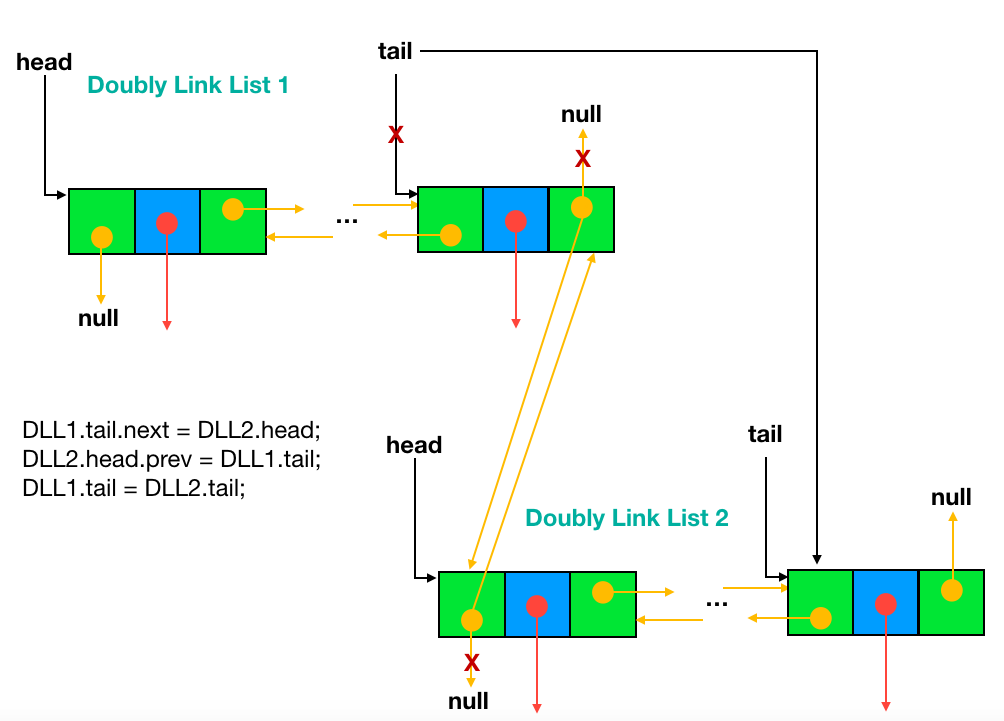 head
tail
Doubly Link List 1
null
X
X
...
null
DLL1.tail.next = DLL2.head;
DLL2.head.prev = DLL1.tail;
DLL1.tail = DLL2.tail;
head
tail
null
Doubly Link List 2
...
X
null